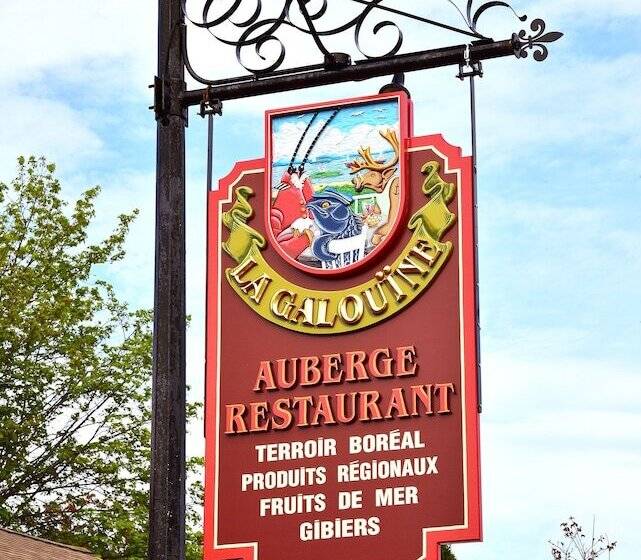 LA GALOUÏNE
AUBERGE
RESTAURANT
TERROIR BORÉAL
PRODUITS RÉGIONAUX
FRUITS DE MER
GIBIERS